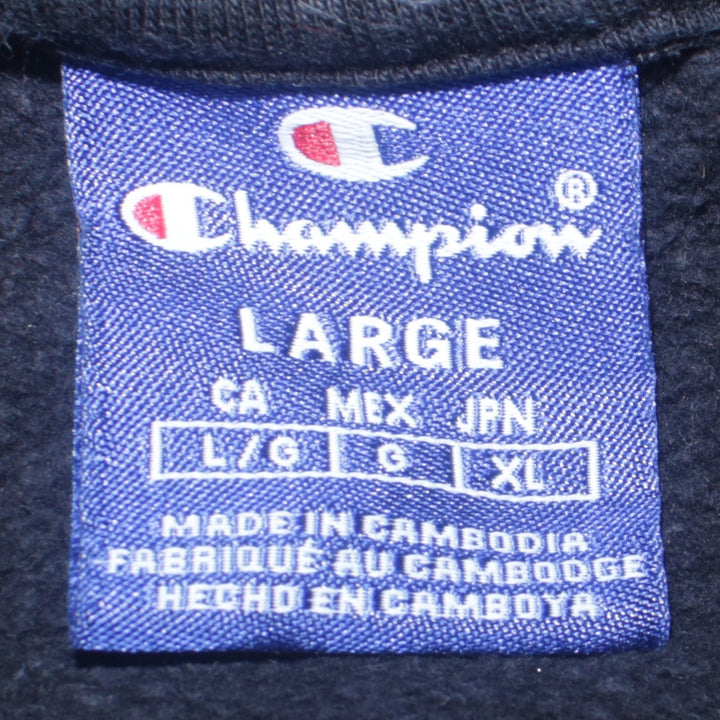 Champion®
LARGE
CA MEX JPN
L/G G XL
MADE IN CAMBODIA
FABRIQUÉ AU CAMBODGE
HECHO EN CAMBOYA